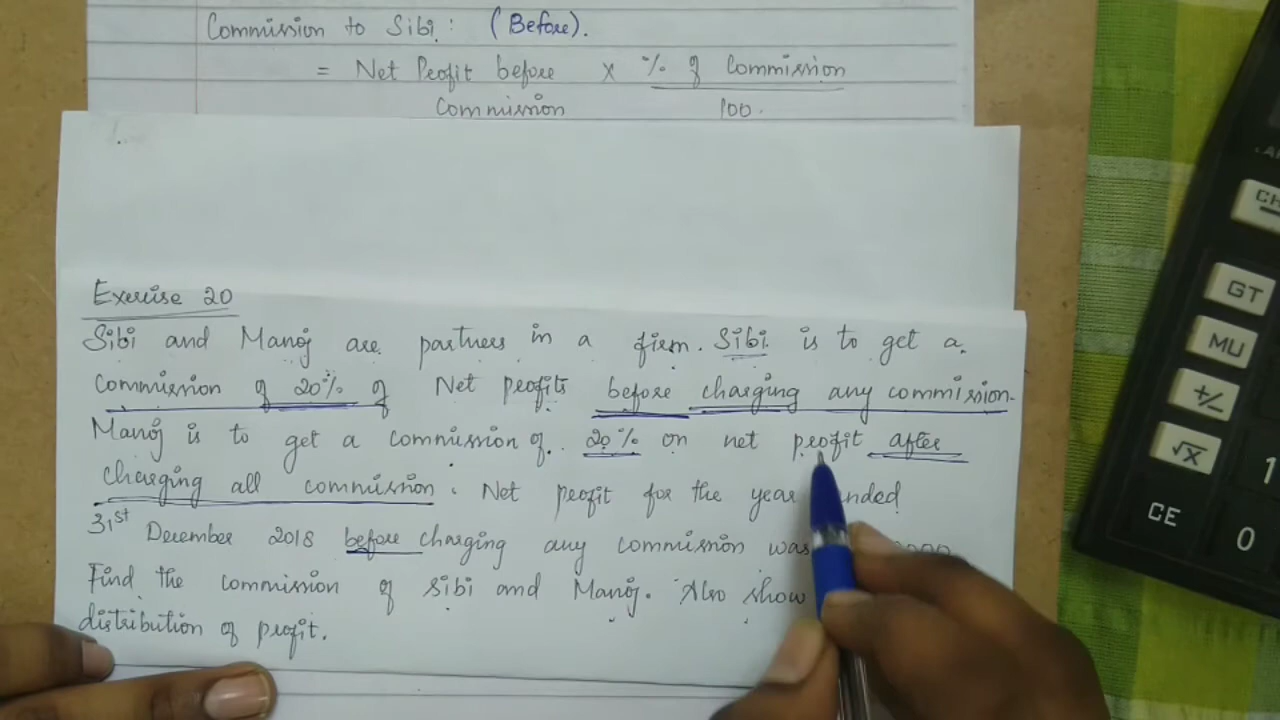 Commission to Sibi: (Before).
= Net Profit before × % of Commission
Commission 100.
Exercise 20
Sibi and Manoj are partners in a firm. Sibi is to get a
Commission of 20% of Net profits before charging any commission.
Manoj is to get a commission of 20% on net profit after
charging all commission. Net profit for the year ended
31st December 2018 before charging any commission was
Find the commission of Sibi and Manoj. Also show
distribution of profit.
GT
MU
+/-
√x
CE
1
0